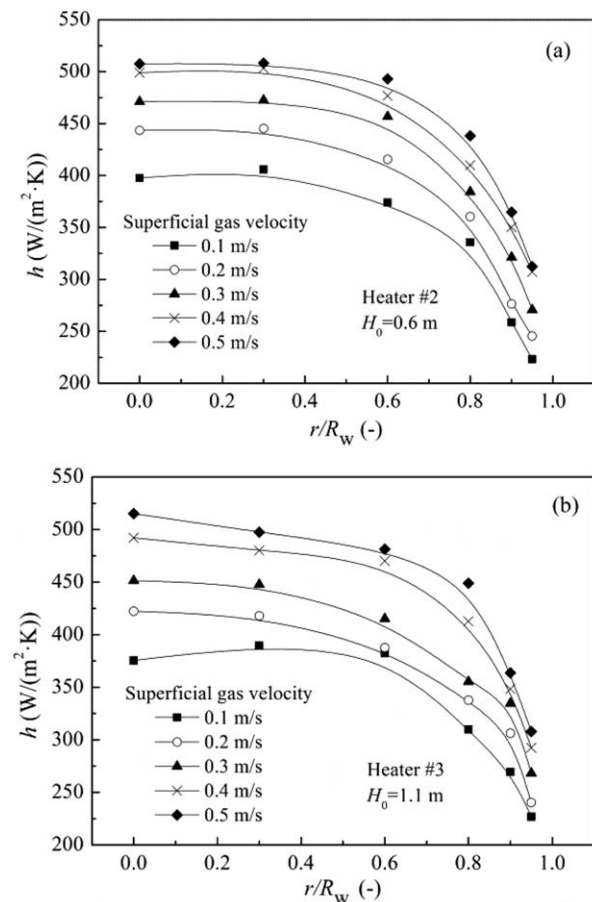 550
(a)
500
450
400
350
300
250
200
h (W/(m²·K))
Superficial gas velocity
0.1 m/s
0.2 m/s
0.3 m/s
0.4 m/s
0.5 m/s
Heater #2
H₀=0.6 m
0.0 0.2 0.4 0.6 0.8 1.0
r/R_W (-)
550
(b)
500
450
400
350
300
250
200
h (W/(m²·K))
Superficial gas velocity
0.1 m/s
0.2 m/s
0.3 m/s
0.4 m/s
0.5 m/s
Heater #3
H₀=1.1 m
0.0 0.2 0.4 0.6 0.8 1.0
r/R_W (-)